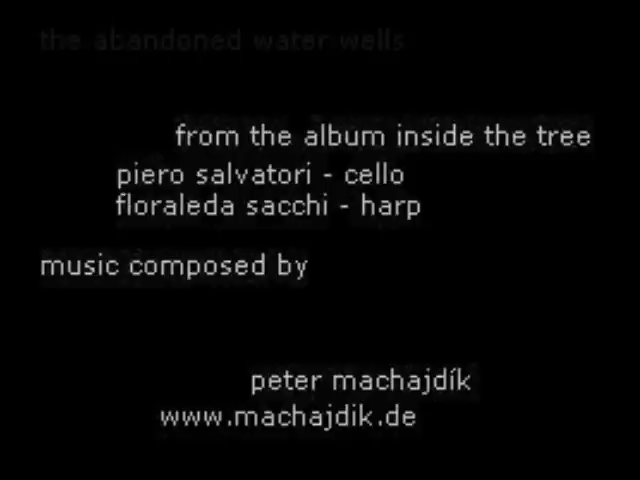 the abandoned water wells
from the album inside the tree
piero salvatori - cello
floraleda sacchi - harp
music composed by
peter machajdík
www.machajdik.de